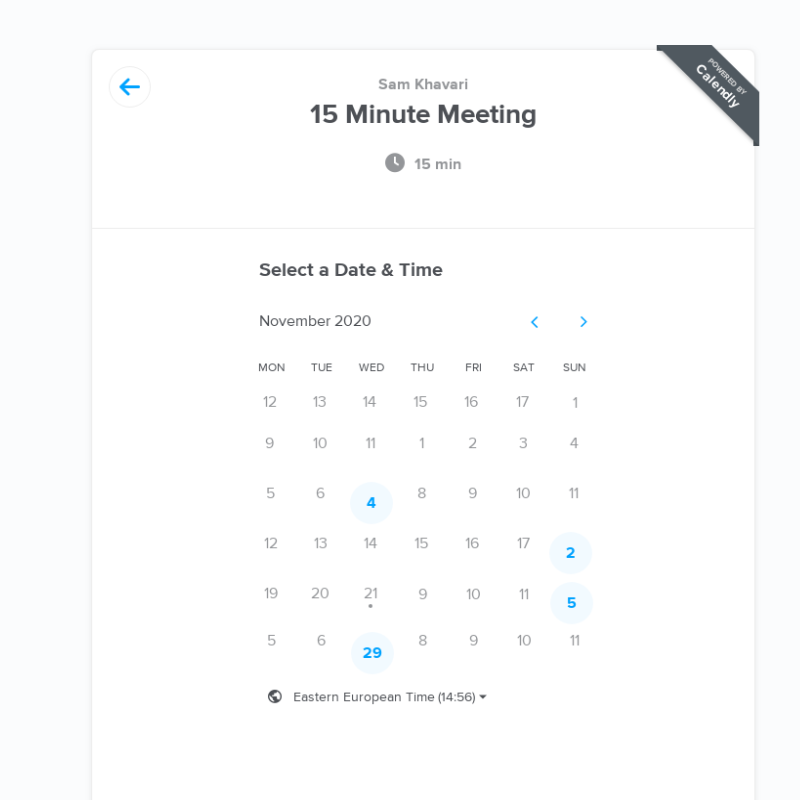 POWERED BY
Calendly
Sam Khavari
15 Minute Meeting
15 min
Select a Date & Time
November 2020
MON TUE WED THU FRI SAT SUN
12 13 14 15 16 17 1
9 10 11 1 2 3 4
5 6 4 8 9 10 11
12 13 14 15 16 17 2
19 20 21 9 10 11 5
5 6 29 8 9 10 11
Eastern European Time (14:56)